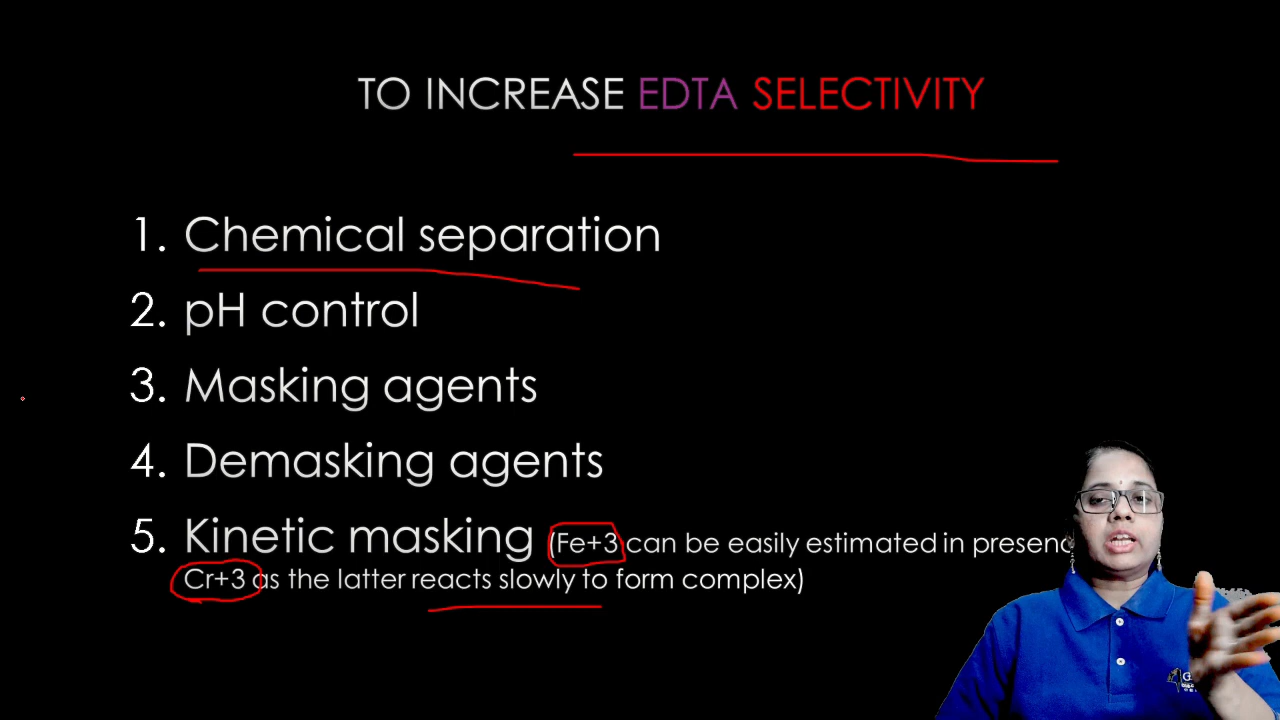 TO INCREASE EDTA SELECTIVITY
1. Chemical separation
2. pH control
3. Masking agents
4. Demasking agents
5. Kinetic masking (Fe+3 can be easily estimated in
Cr+3 as the latter reacts slowly to form complex)